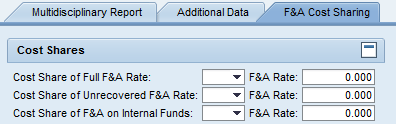 Multidisciplinary Report Additional Data F&A Cost Sharing
Cost Shares
Cost Share of Full F&A Rate: F&A Rate: 0.000
Cost Share of Unrecovered F&A Rate: F&A Rate: 0.000
Cost Share of F&A on Internal Funds: F&A Rate: 0.000